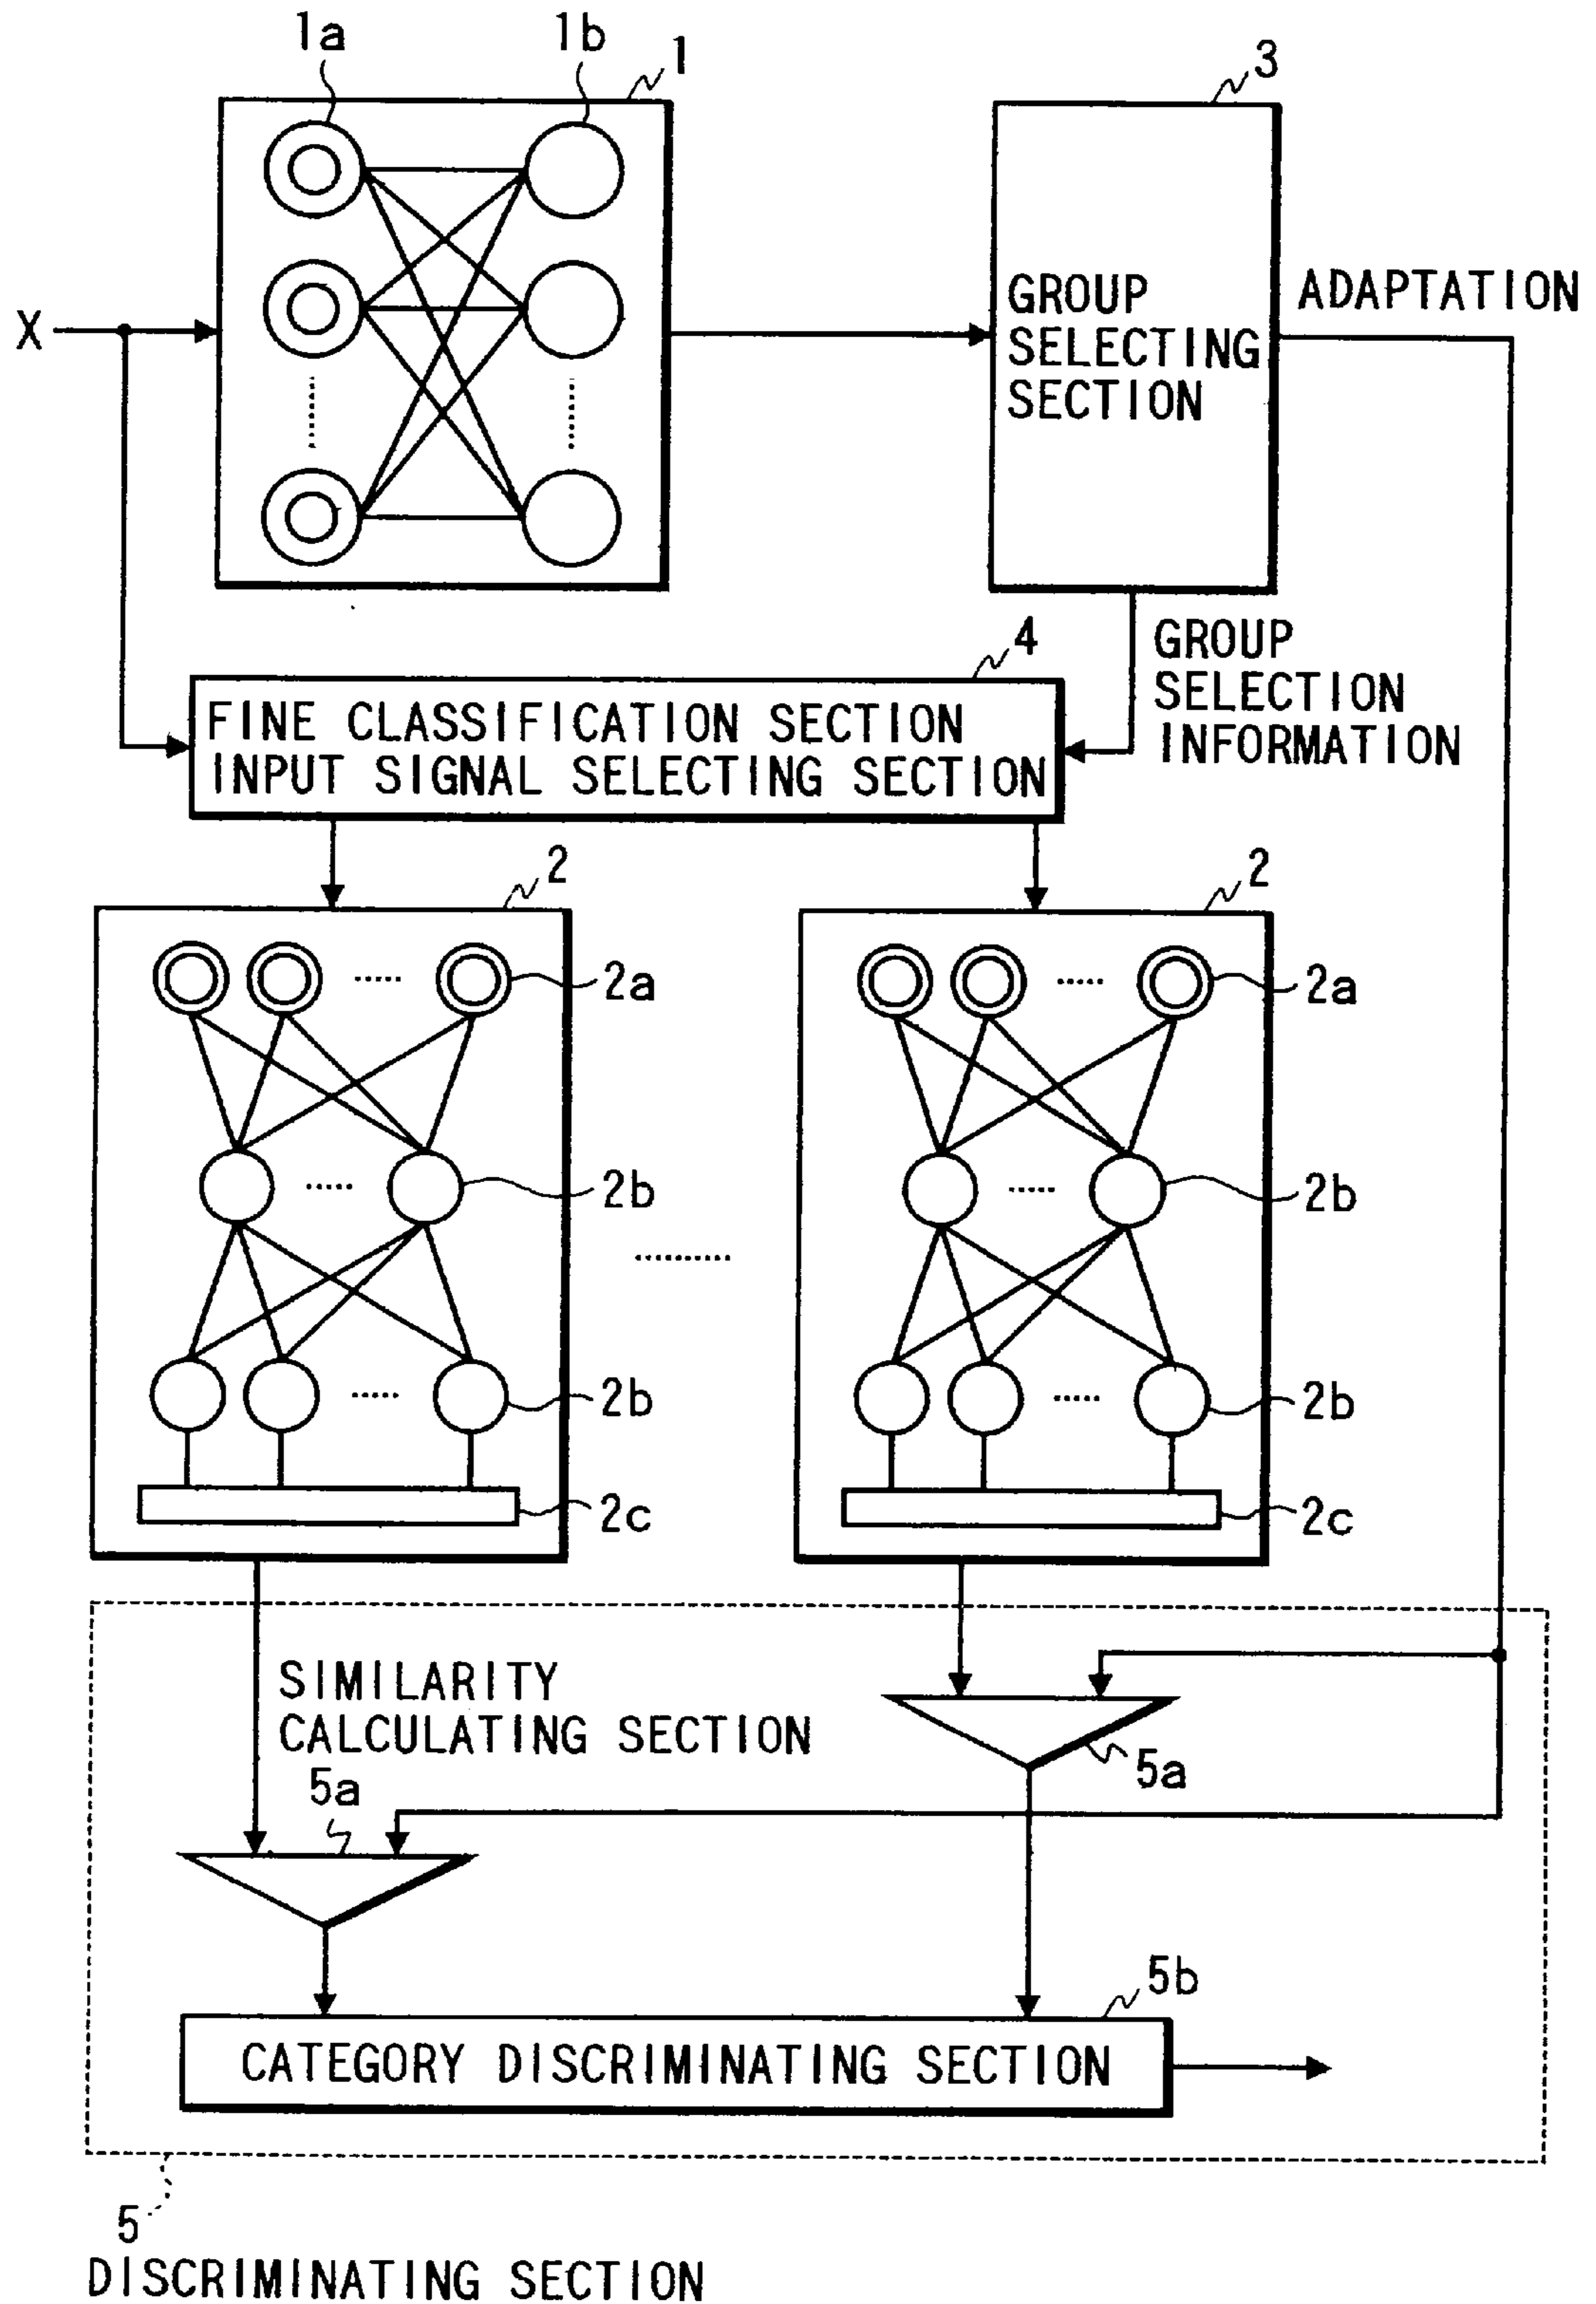 1a
1b
1
3
X
GROUP
SELECTING
SECTION
ADAPTATION
4
GROUP
SELECTION
INFORMATION
FINE CLASSIFICATION SECTION
INPUT SIGNAL SELECTING SECTION
2
2
2a
2a
2b
2b
2b
2b
2c
2c
SIMILARITY
CALCULATING SECTION
5a
5a
5b
CATEGORY DISCRIMINATING SECTION
5
DISCRIMINATING SECTION